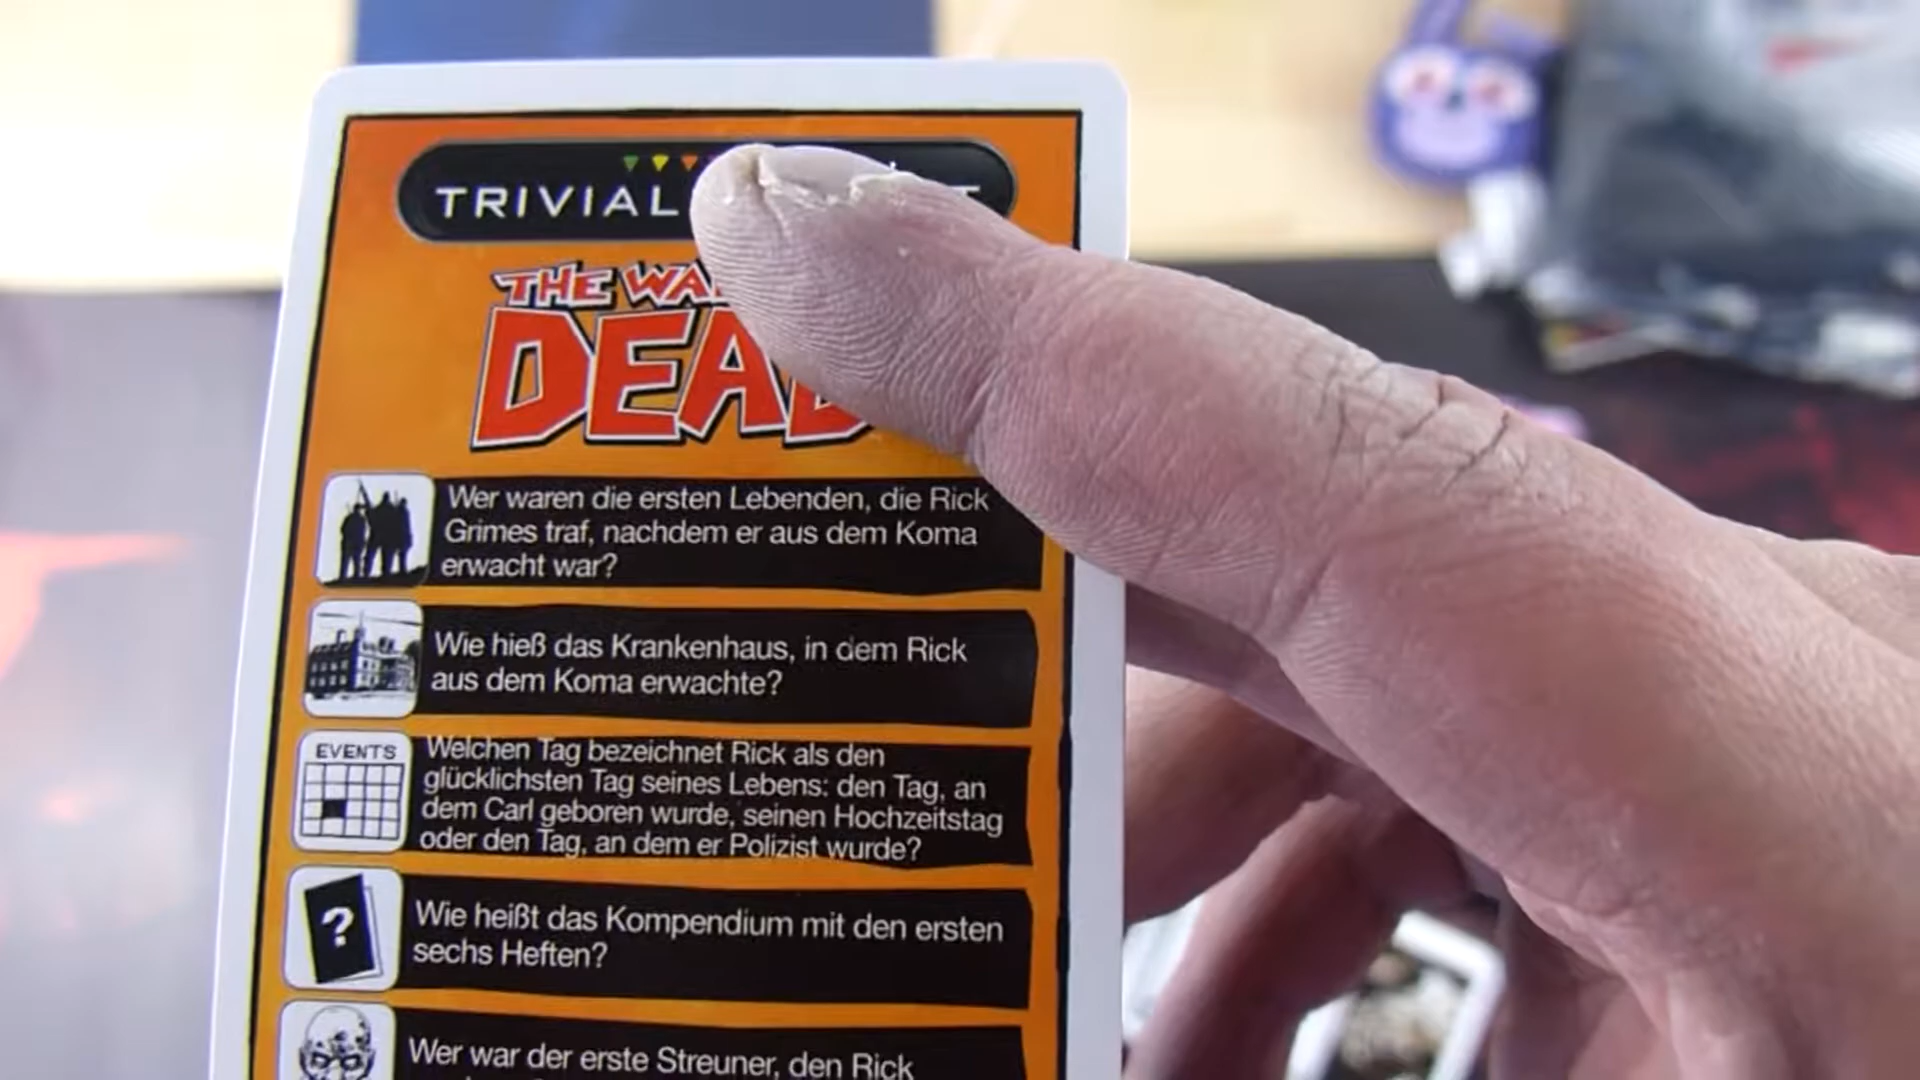 TRIVIAL
THE
DEAD
Wer waren die ersten Lebenden, die Rick
Grimes traf, nachdem er aus dem Koma
erwacht war?
Wie hieß das Krankenhaus, in dem Rick
aus dem Koma erwachte?
EVENTS
Welchen Tag bezeichnet Rick als den
glücklichsten Tag seines Lebens: den Tag, an
dem Carl geboren wurde, seinen Hochzeitstag
oder den Tag, an dem er Polizist wurde?
?
Wie heißt das Kompendium mit den ersten
sechs Heften?
Wer war der erste Streuner, den Rick